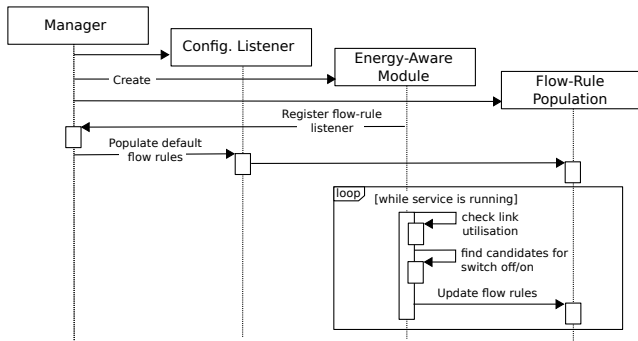 Manager
Config. Listener
Energy-Aware
Module
Flow-Rule
Population
Create
Register flow-rule
listener
Populate default
flow rules
loop
[while service is running]
check link
utilisation
find candidates for
switch off/on
Update flow rules